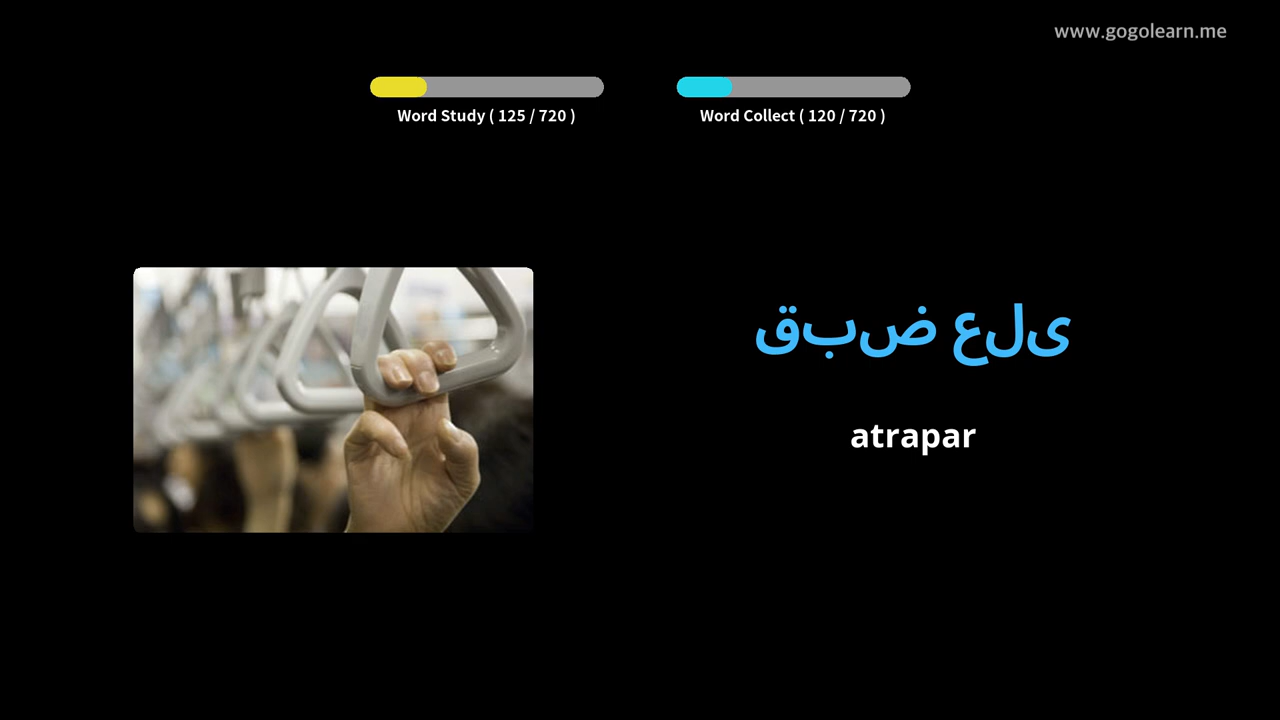 www.gogolearn.me
Word Study ( 125 / 720 )
Word Collect ( 120 / 720 )
قبض على
atrapar